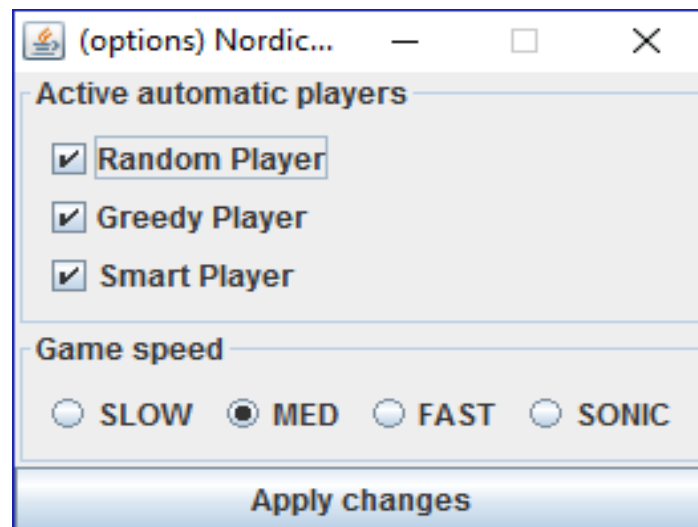 (options) Nordic...
Active automatic players
Random Player
Greedy Player
Smart Player
Game speed
SLOW MED FAST SONIC
Apply changes